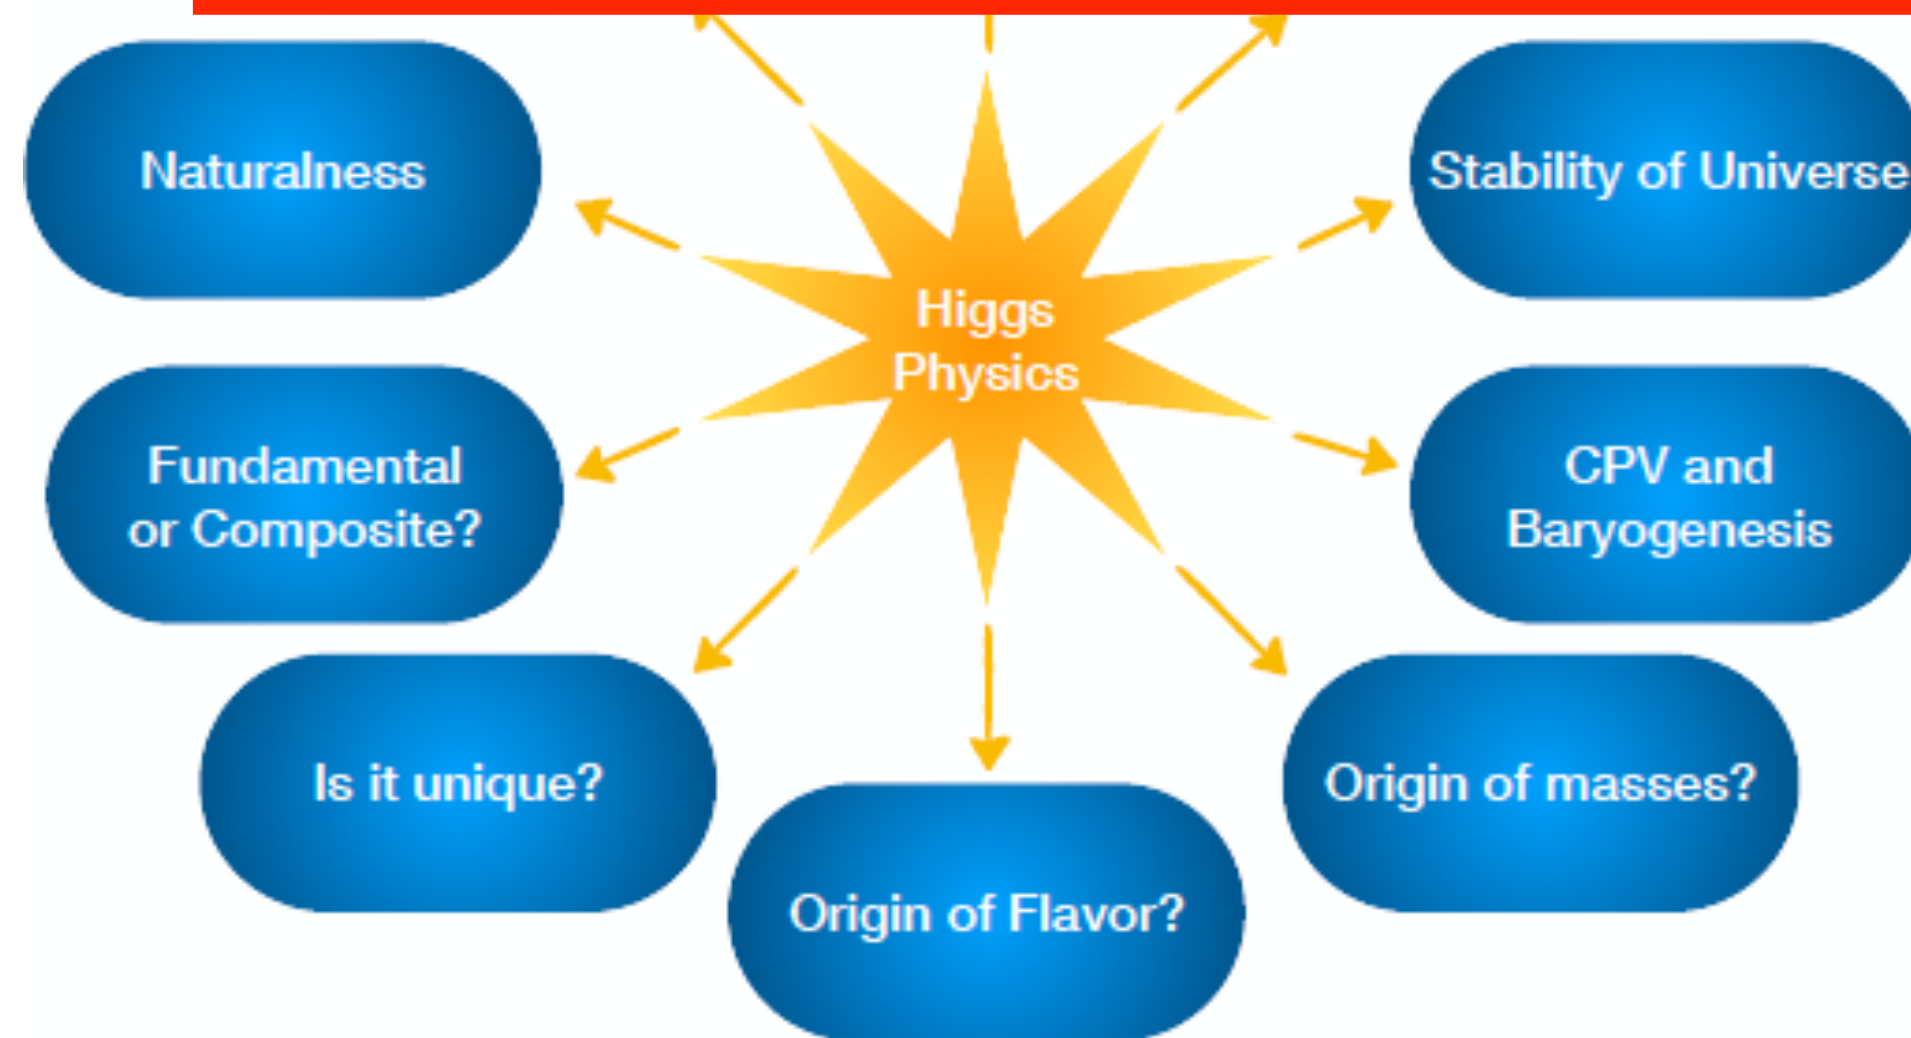 Naturalness
Stability of Universe
Higgs
Physics
Fundamental
or Composite?
CPV and
Baryogenesis
Is it unique?
Origin of masses?
Origin of Flavor?